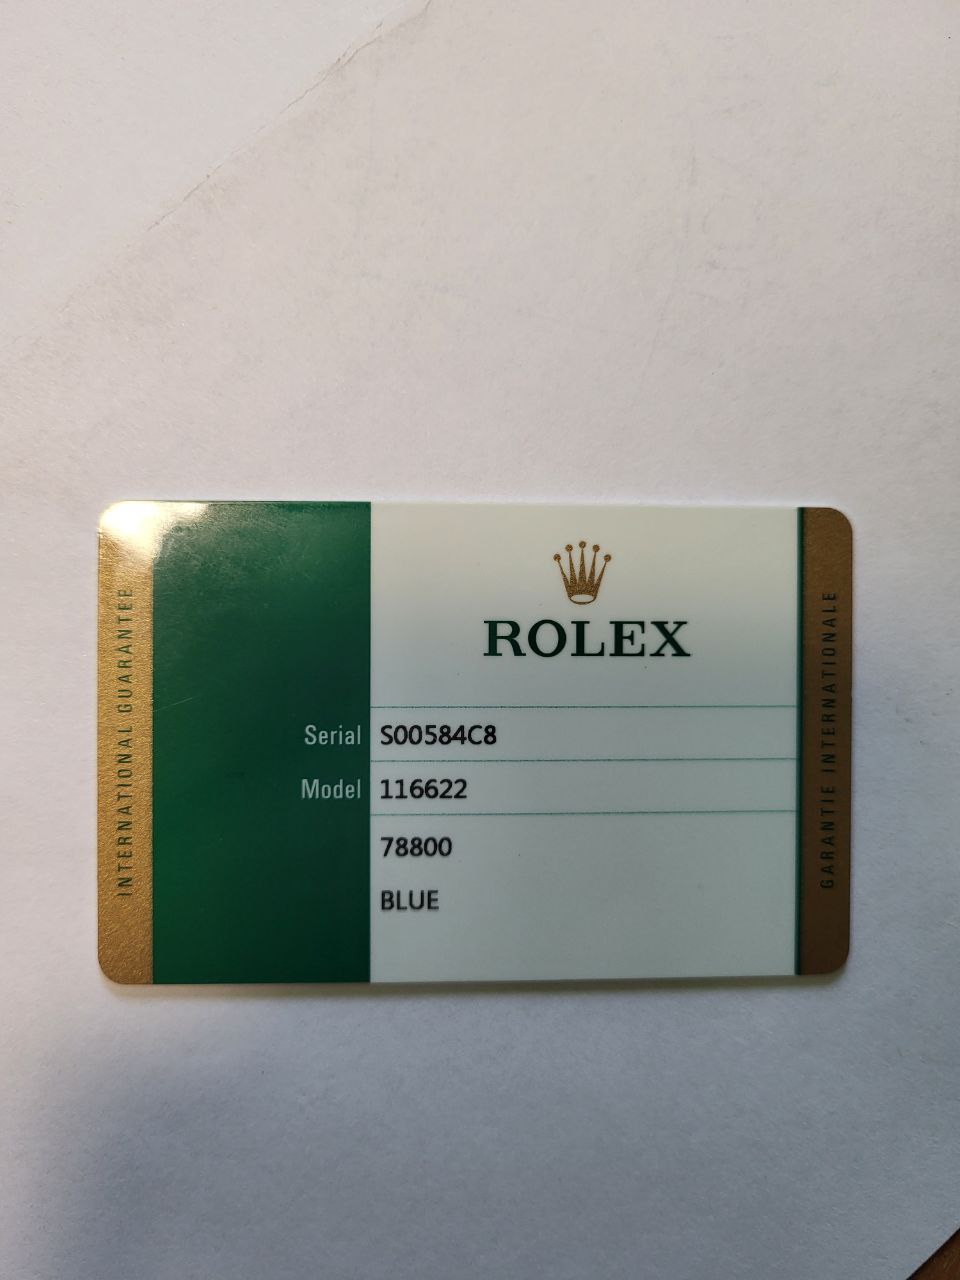 INTERNATIONAL GUARANTEE
ROLEX
Serial S00584C8
Model 116622
78800
BLUE
GARANTIE INTERNATIONALE